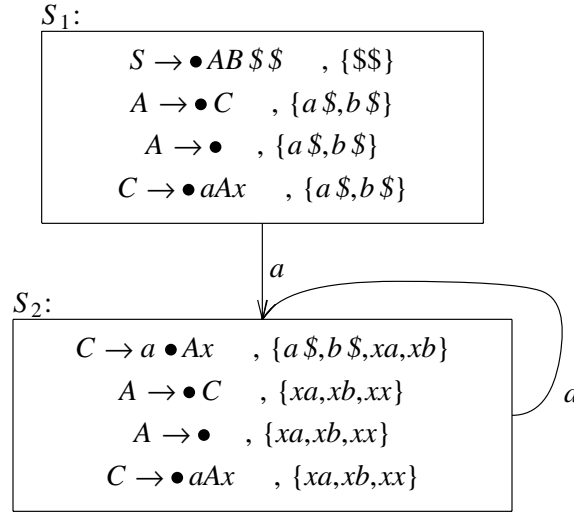 S₁:
S → • AB $ $ , {$$}
A → • C , {a $,b $}
A → • , {a $,b $}
C → • aAx , {a $,b $}
a
S₂:
C → a • Ax , {a $,b $,xa,xb}
A → • C , {xa,xb,xx}
A → • , {xa,xb,xx}
C → • aAx , {xa,xb,xx}
a